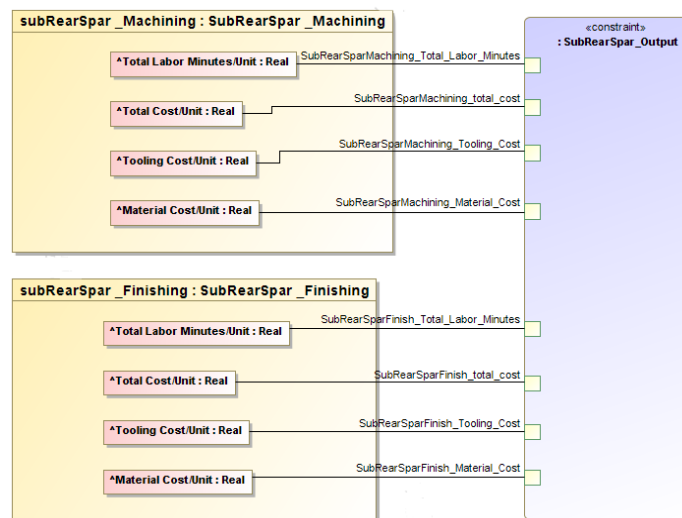 subRearSpar _Machining : SubRearSpar _Machining
«constraint»
: SubRearSpar_Output
^Total Labor Minutes/Unit : Real
SubRearSparMachining_Total_Labor_Minutes
^Total Cost/Unit : Real
SubRearSparMachining_total_cost
^Tooling Cost/Unit : Real
SubRearSparMachining_Tooling_Cost
^Material Cost/Unit : Real
SubRearSparMachining_Material_Cost
subRearSpar _Finishing : SubRearSpar _Finishing
^Total Labor Minutes/Unit : Real
SubRearSparFinish_Total_Labor_Minutes
^Total Cost/Unit : Real
SubRearSparFinish_total_cost
^Tooling Cost/Unit : Real
SubRearSparFinish_Tooling_Cost
^Material Cost/Unit : Real
SubRearSparFinish_Material_Cost